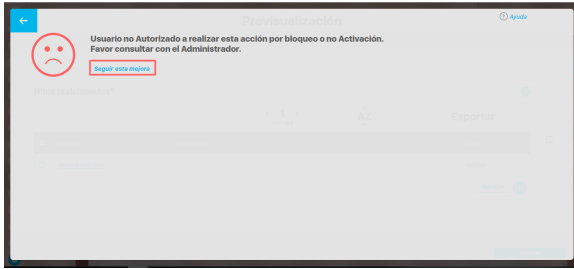 Previsualización
Ayuda
Usuario no Autorizado a realizar esta acción por bloqueo o no Activación.
Favor consultar con el Administrador.
Seguir esta mejora
AZ
Exportar